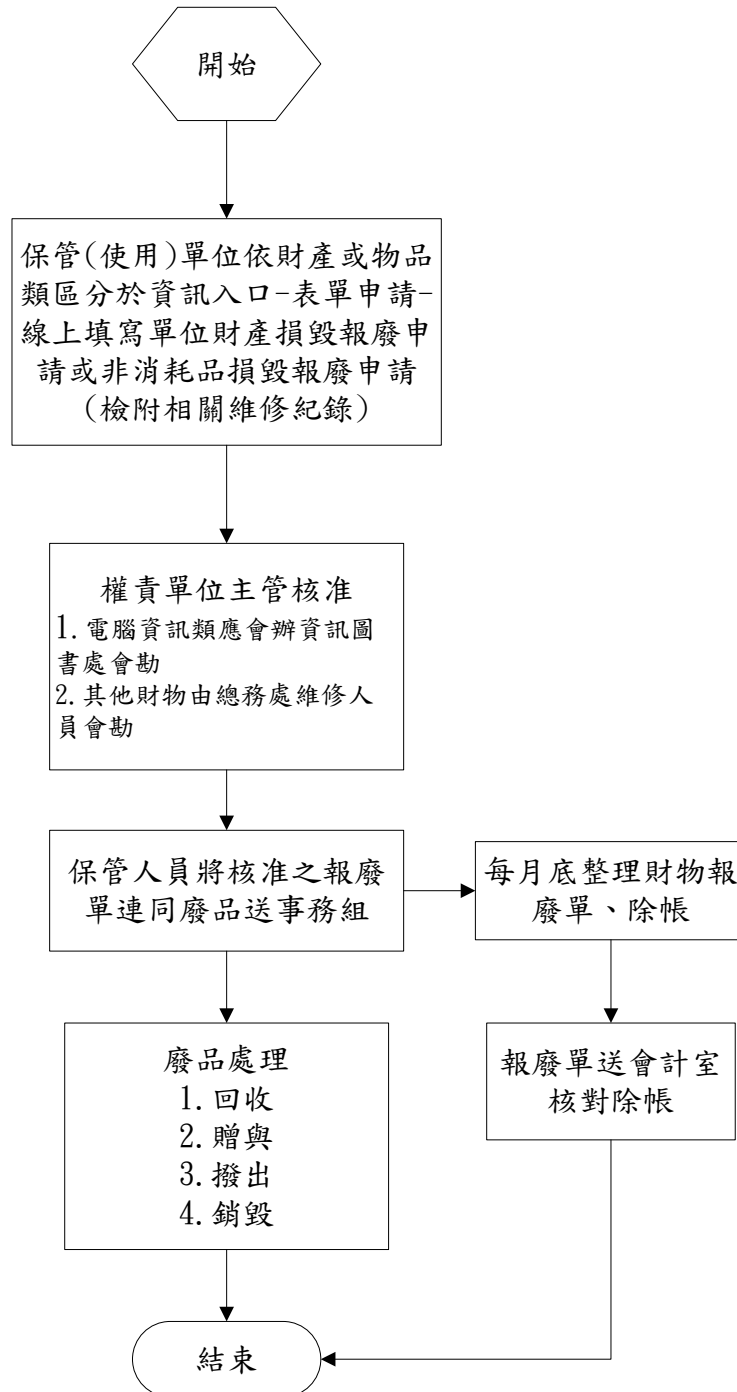 開始
保管(使用)單位依財產或物品
類區分於資訊入口-表單申請-
線上填寫單位財產損毀報廢申
請或非消耗品損毀報廢申請
(檢附相關維修紀錄)
權責單位主管核准
1.電腦資訊類應會辦資訊圖
書處會勘
2.其他財物由總務處維修人
員會勘
保管人員將核准之報廢
單連同廢品送事務組
每月底整理財物報
廢單、除帳
廢品處理
1.回收
2.贈與
3.撥出
4.銷毀
報廢單送會計室
核對除帳
結束